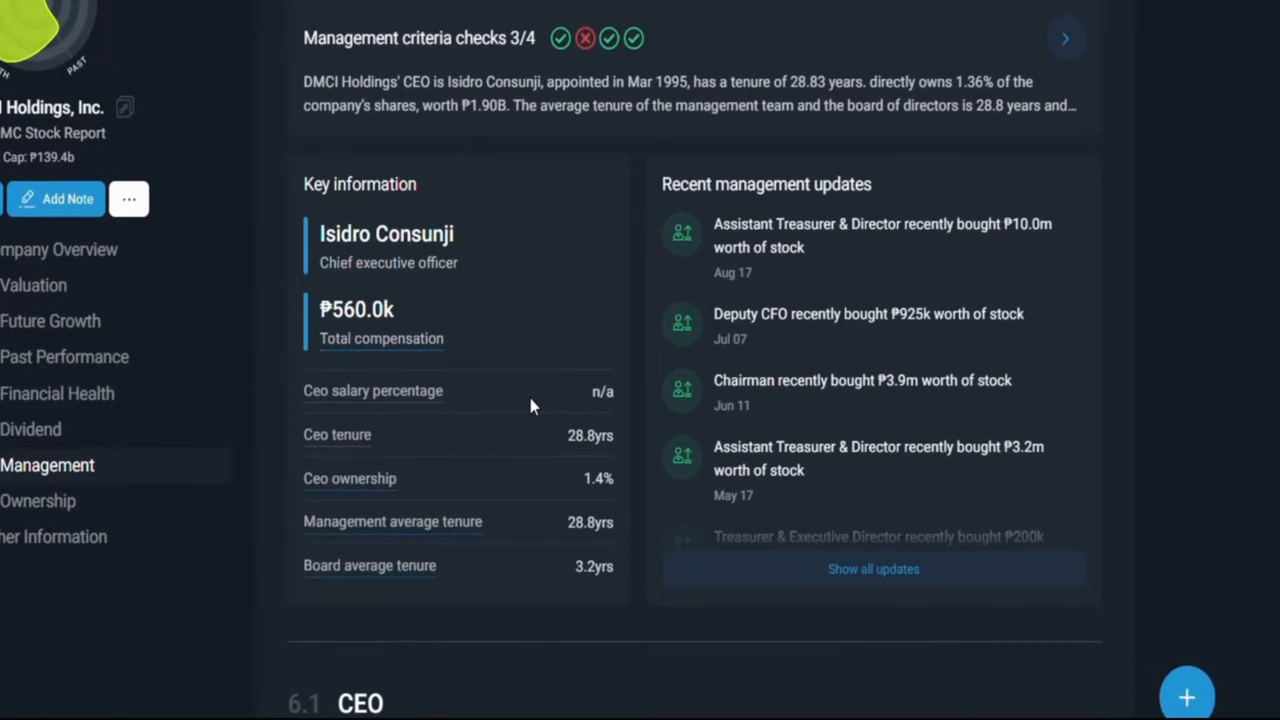 Management criteria checks 3/4
DMCI Holdings' CEO is Isidro Consunji, appointed in Mar 1995, has a tenure of 28.83 years. directly owns 1.36% of the
company's shares, worth ₱1.90B. The average tenure of the management team and the board of directors is 28.8 years and...
TH
PAST
I Holdings, Inc.
MC Stock Report
Cap: ₱139.4b
Add Note
...
mpany Overview
Valuation
Future Growth
Past Performance
Financial Health
Dividend
Management
Ownership
her Information
Key information
Isidro Consunji
Chief executive officer
₱560.0k
Total compensation
Ceo salary percentage n/a
Ceo tenure 28.8yrs
Ceo ownership 1.4%
Management average tenure 28.8yrs
Board average tenure 3.2yrs
Recent management updates
Assistant Treasurer & Director recently bought ₱10.0m
worth of stock
Aug 17
Deputy CFO recently bought ₱925k worth of stock
Jul 07
Chairman recently bought ₱3.9m worth of stock
Jun 11
Assistant Treasurer & Director recently bought ₱3.2m
worth of stock
May 17
Treasurer & Executive Director recently bought ₱200k
Show all updates
6.1 CEO